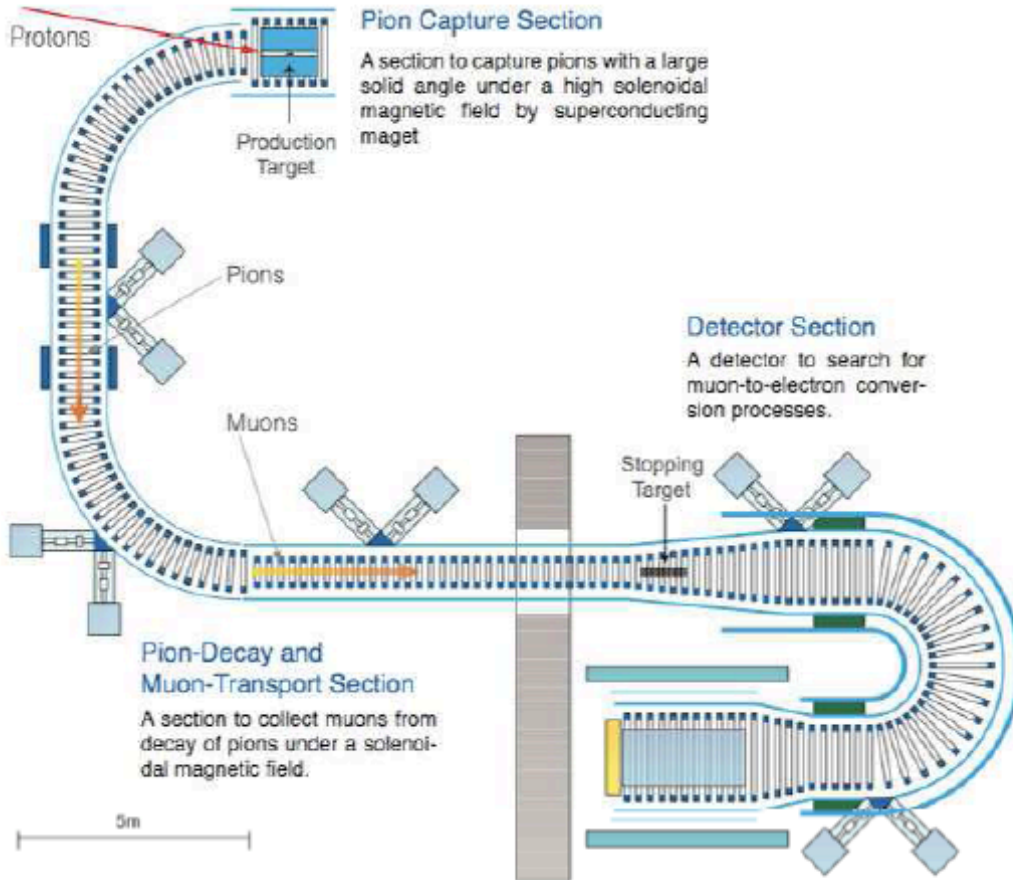 Protons
Pion Capture Section
A section to capture pions with a large
solid angle under a high solenoidal
magnetic field by superconducting
maget
Production
Target
Pions
Detector Section
A detector to search for
muon-to-electron conver-
sion processes.
Muons
Stopping
Target
Pion-Decay and
Muon-Transport Section
A section to collect muons from
decay of pions under a solenoi-
dal magnetic field.
5m